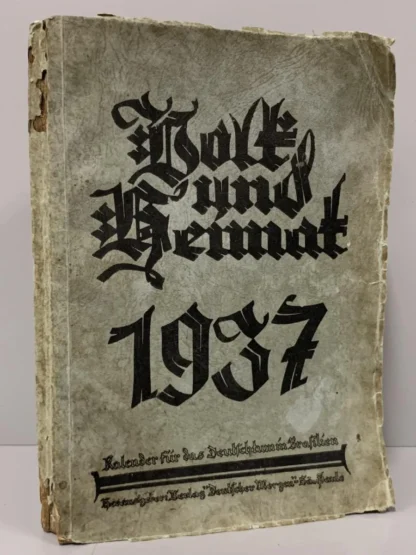 Volk
und
Heimat
1937
Kalender für das Deutschtum in Brasilien
Herausgeber: Verlag "Deutscher Morgen" São Paulo